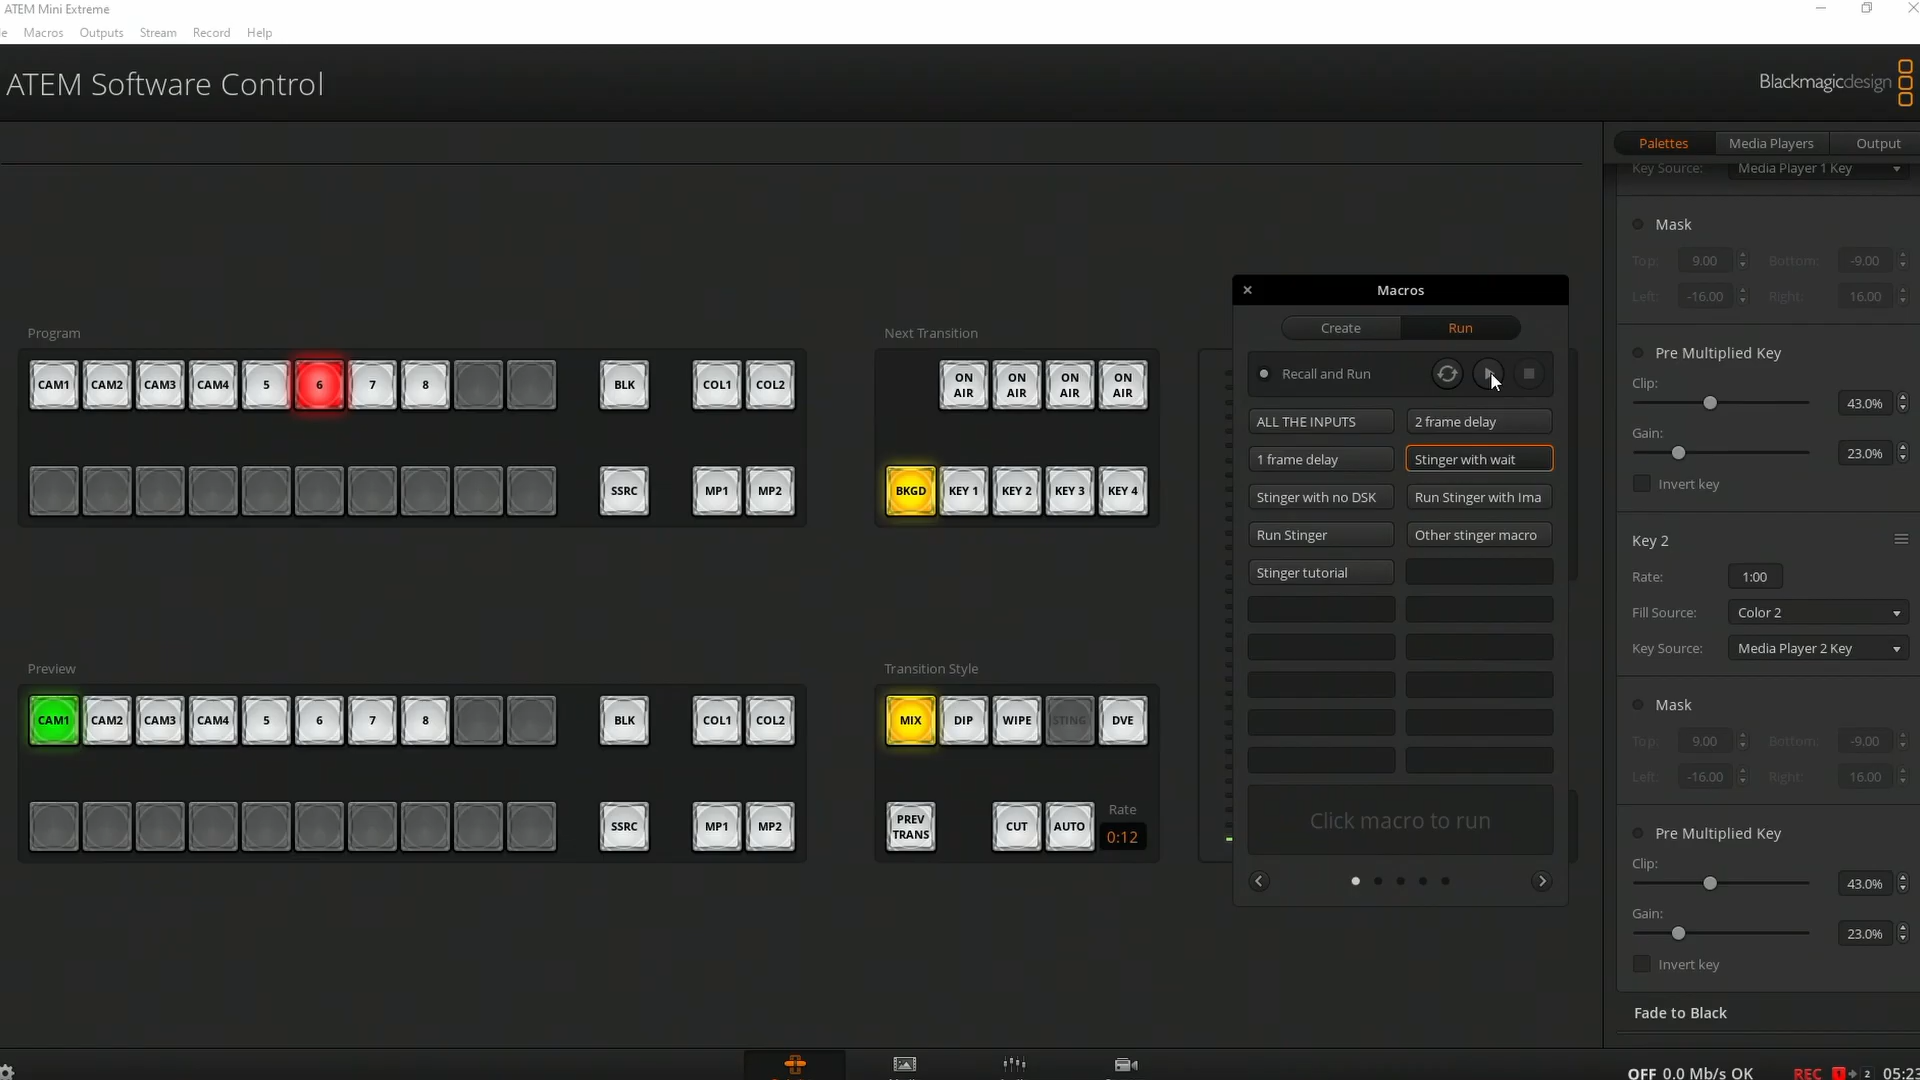 ATEM Mini Extreme
Macros Outputs Stream Record Help
ATEM Software Control
Blackmagicdesign
Palettes Media Players Output
Key Source: Media Player 1 Key
Mask
Top: 9.00 Bottom: -9.00
Left: -16.00 Right: 16.00
Pre Multiplied Key
Clip:
43.0%
Gain:
23.0%
Invert key
Key 2
Rate: 1:00
Fill Source: Color 2
Key Source: Media Player 2 Key
Mask
Top: 9.00 Bottom: -9.00
Left: -16.00 Right: 16.00
Pre Multiplied Key
Clip:
43.0%
Gain:
23.0%
Invert key
Fade to Black
Program
CAM1 CAM2 CAM3 CAM4 5 6 7 8 BLK COL1 COL2
SSRC MP1 MP2
Next Transition
ON AIR ON AIR ON AIR ON AIR
BKGD KEY 1 KEY 2 KEY 3 KEY 4
Preview
CAM1 CAM2 CAM3 CAM4 5 6 7 8 BLK COL1 COL2
SSRC MP1 MP2
Transition Style
MIX DIP WIPE STING DVE
PREV TRANS CUT AUTO
Rate
0:12
Macros
Create Run
Recall and Run
ALL THE INPUTS 2 frame delay
1 frame delay Stinger with wait
Stinger with no DSK Run Stinger with Ima
Run Stinger Other stinger macro
Stinger tutorial
Click macro to run
OFF 0.0 Mb/s OK REC 1 2 05:23